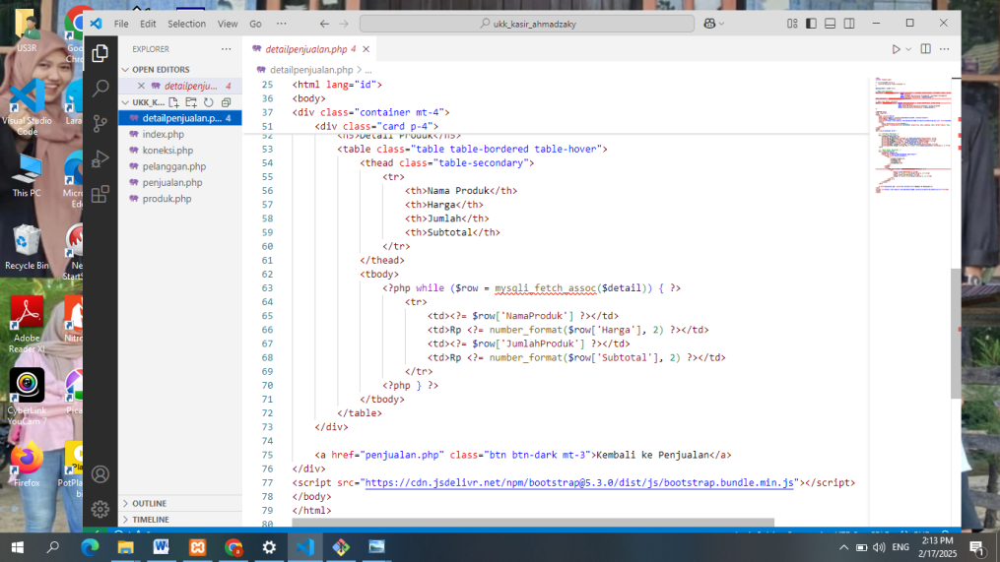 File Edit Selection View Go ··· ukk_kasir_ahmadzaky
EXPLORER ···
OPEN EDITORS
detailpenju... 4
UKK_K...
detailpenjualan.p... 4
index.php
koneksi.php
pelanggan.php
penjualan.php
produk.php
OUTLINE
TIMELINE
detailpenjualan.php 4
detailpenjualan.php > ...
25 <html lang="id">
36 <body>
37 <div class="container mt-4">
51 <div class="card p-4">
52 <h5>Detail Produk</h5>
53 <table class="table table-bordered table-hover">
54 <thead class="table-secondary">
55 <tr>
56 <th>Nama Produk</th>
57 <th>Harga</th>
58 <th>Jumlah</th>
59 <th>Subtotal</th>
60 </tr>
61 </thead>
62 <tbody>
63 <?php while ($row = mysqli_fetch_assoc($detail)) { ?>
64 <tr>
65 <td><?= $row['NamaProduk'] ?></td>
66 <td>Rp <?= number_format($row['Harga'], 2) ?></td>
67 <td><?= $row['JumlahProduk'] ?></td>
68 <td>Rp <?= number_format($row['Subtotal'], 2) ?></td>
69 </tr>
70 <?php } ?>
71 </tbody>
72 </table>
73 </div>
74
75 <a href="penjualan.php" class="btn btn-dark mt-3">Kembali ke Penjualan</a>
76 </div>
77 <script src="https://cdn.jsdelivr.net/npm/bootstrap@5.3.0/dist/js/bootstrap.bundle.min.js"></script>
78 </body>
79 </html>
80
US3R
Visual Studio
Code
This PC
Recycle Bin
Adobe
Reader XI
CyberLink
YouCam 7
Firefox
ENG
2:13 PM
2/17/2025
1